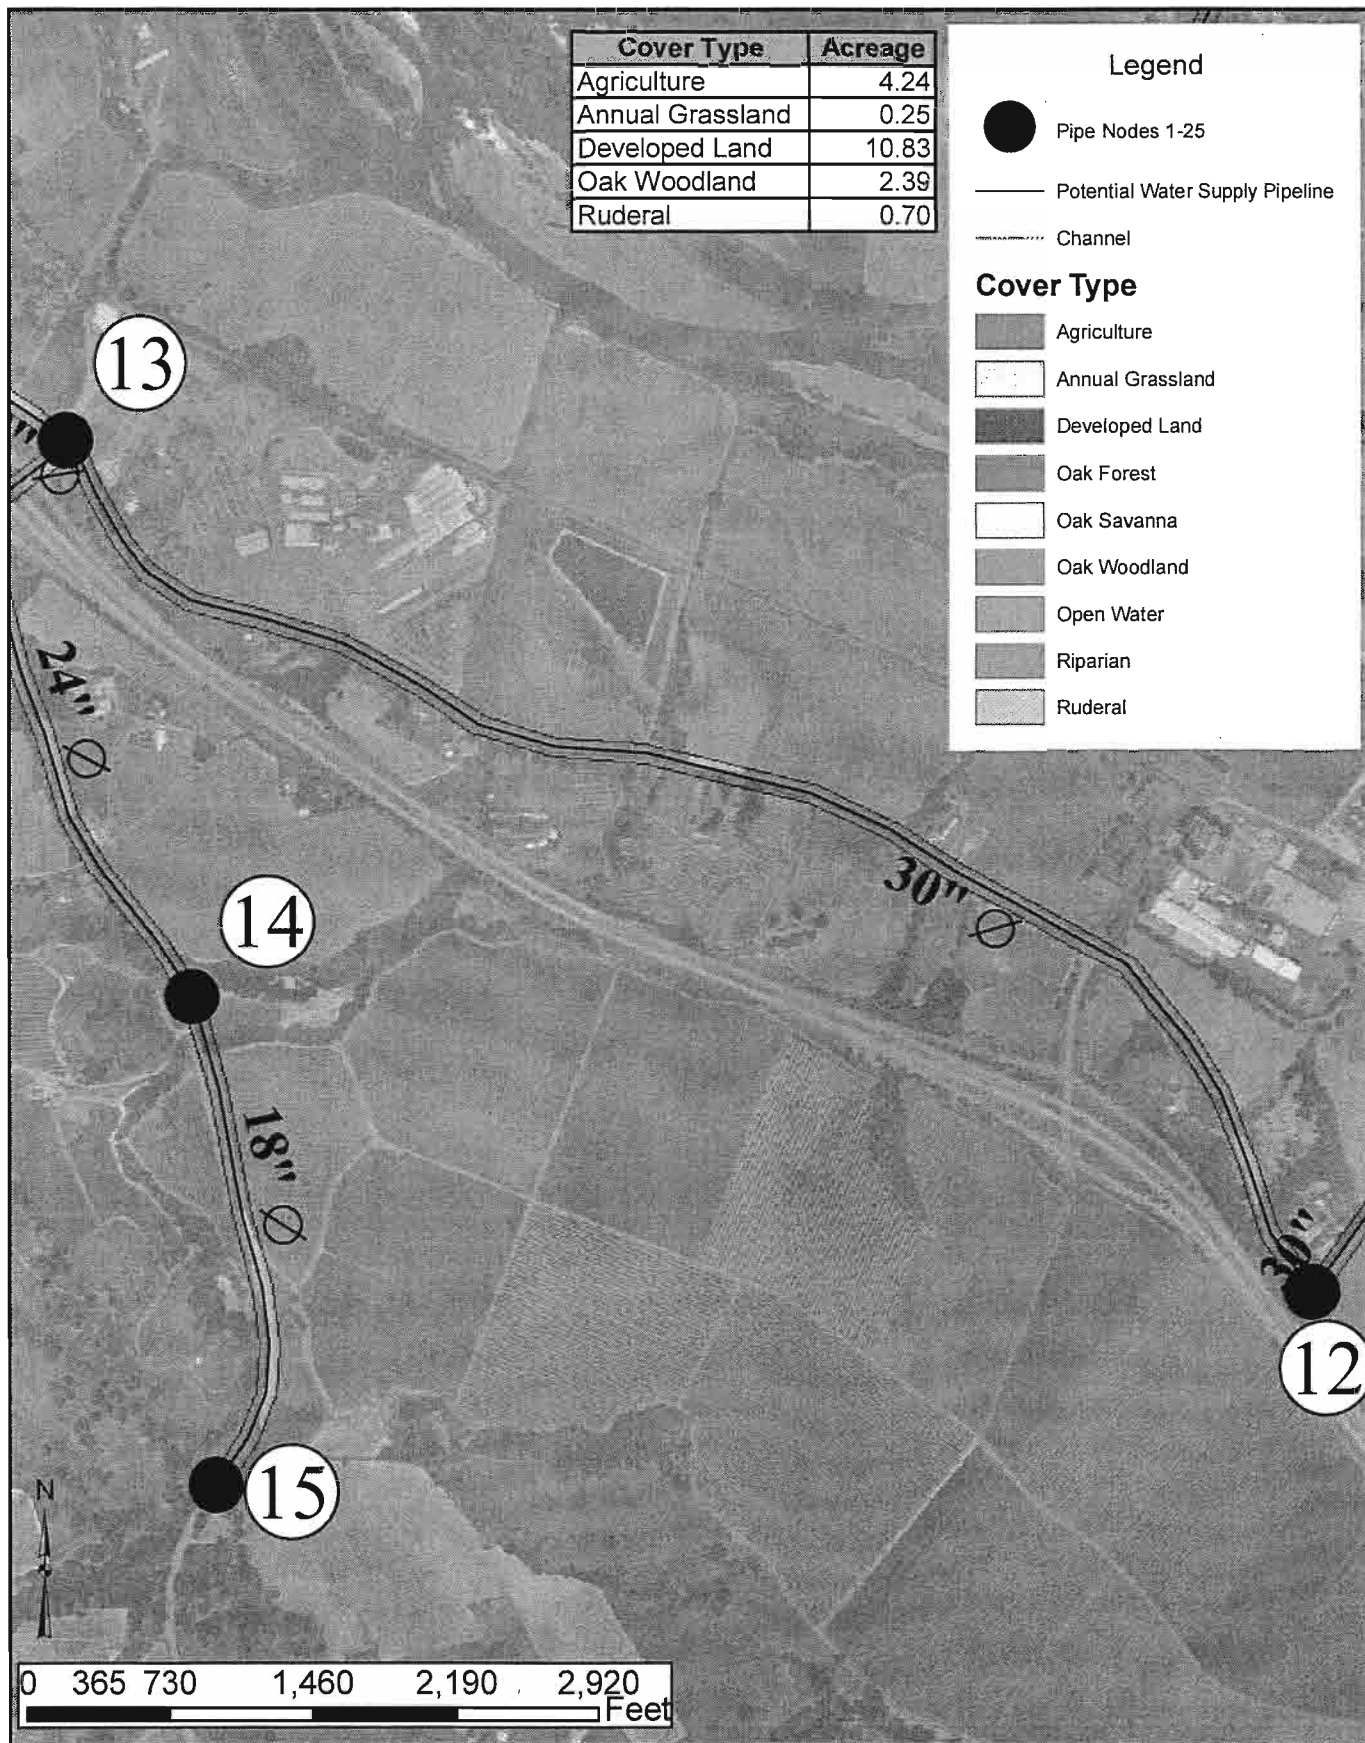 Cover Type Acreage
Agriculture 4.24
Annual Grassland 0.25
Developed Land 10.83
Oak Woodland 2.39
Ruderal 0.70
Legend
Pipe Nodes 1-25
Potential Water Supply Pipeline
Channel
Cover Type
Agriculture
Annual Grassland
Developed Land
Oak Forest
Oak Savanna
Oak Woodland
Open Water
Riparian
Ruderal
13
" Ø
24" Ø
30" Ø
14
18" Ø
30"
12
15
N
0 365 730 1,460 2,190 2,920
Feet